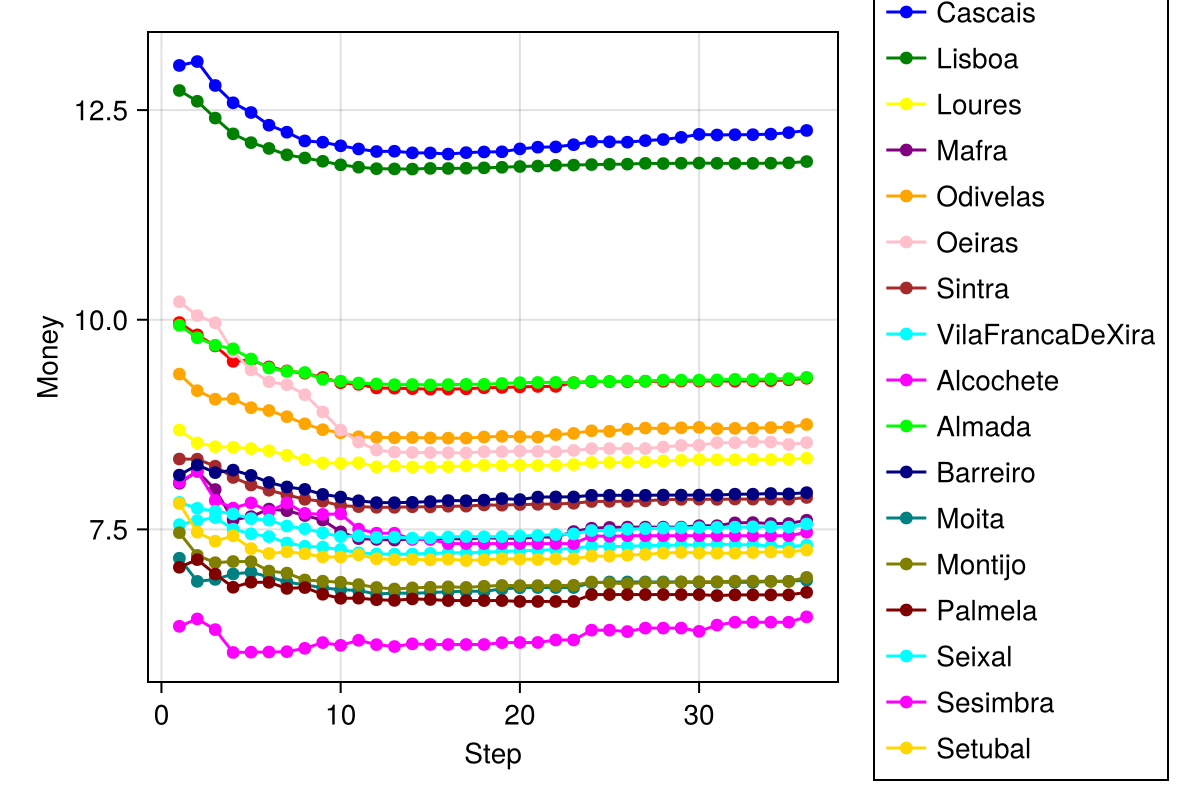 Money
12.5
10.0
7.5
0
10
20
30
Step
Cascais
Lisboa
Loures
Mafra
Odivelas
Oeiras
Sintra
VilaFrancaDeXira
Alcochete
Almada
Barreiro
Moita
Montijo
Palmela
Seixal
Sesimbra
Setubal